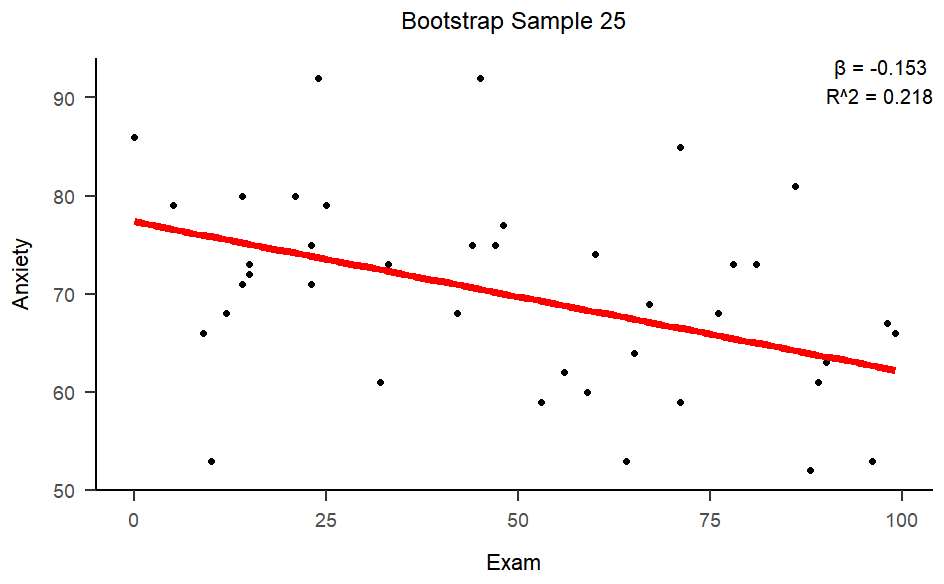 Bootstrap Sample 25
β = -0.153
R^2 = 0.218
90
80
70
60
50
Anxiety
0 25 50 75 100
Exam